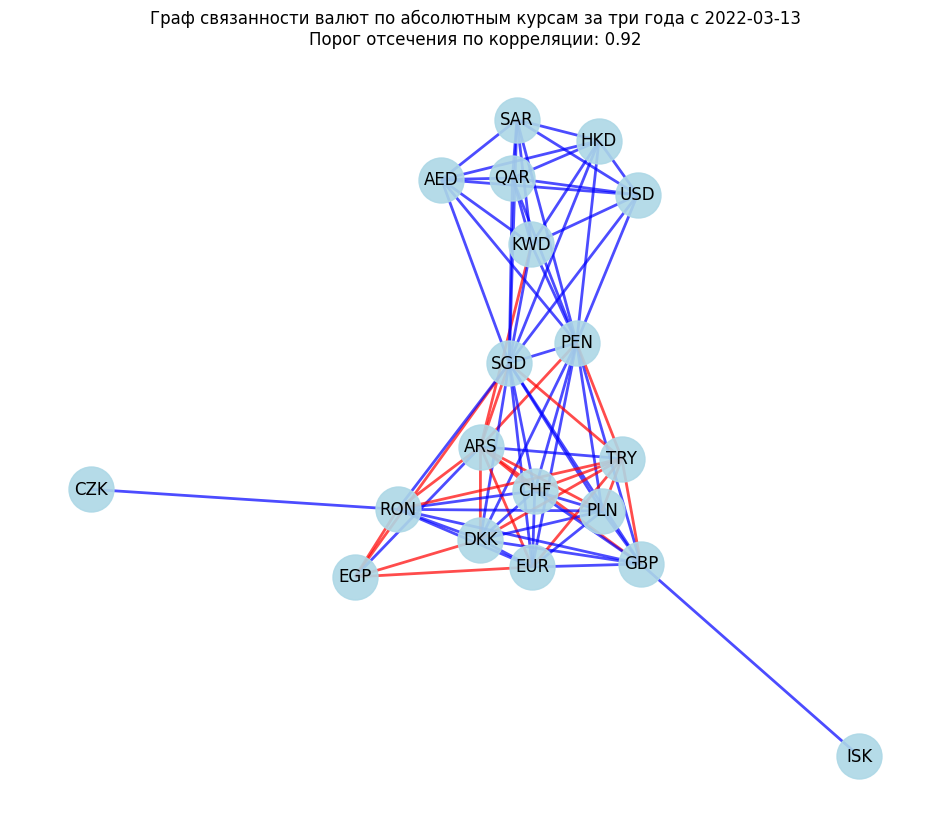 Граф связанности валют по абсолютным курсам за три года с 2022-03-13
Порог отсечения по корреляции: 0.92
SAR
HKD
AED
QAR
USD
KWD
PEN
SGD
ARS
TRY
CZK
CHF
RON
PLN
DKK
EUR
GBP
EGP
ISK